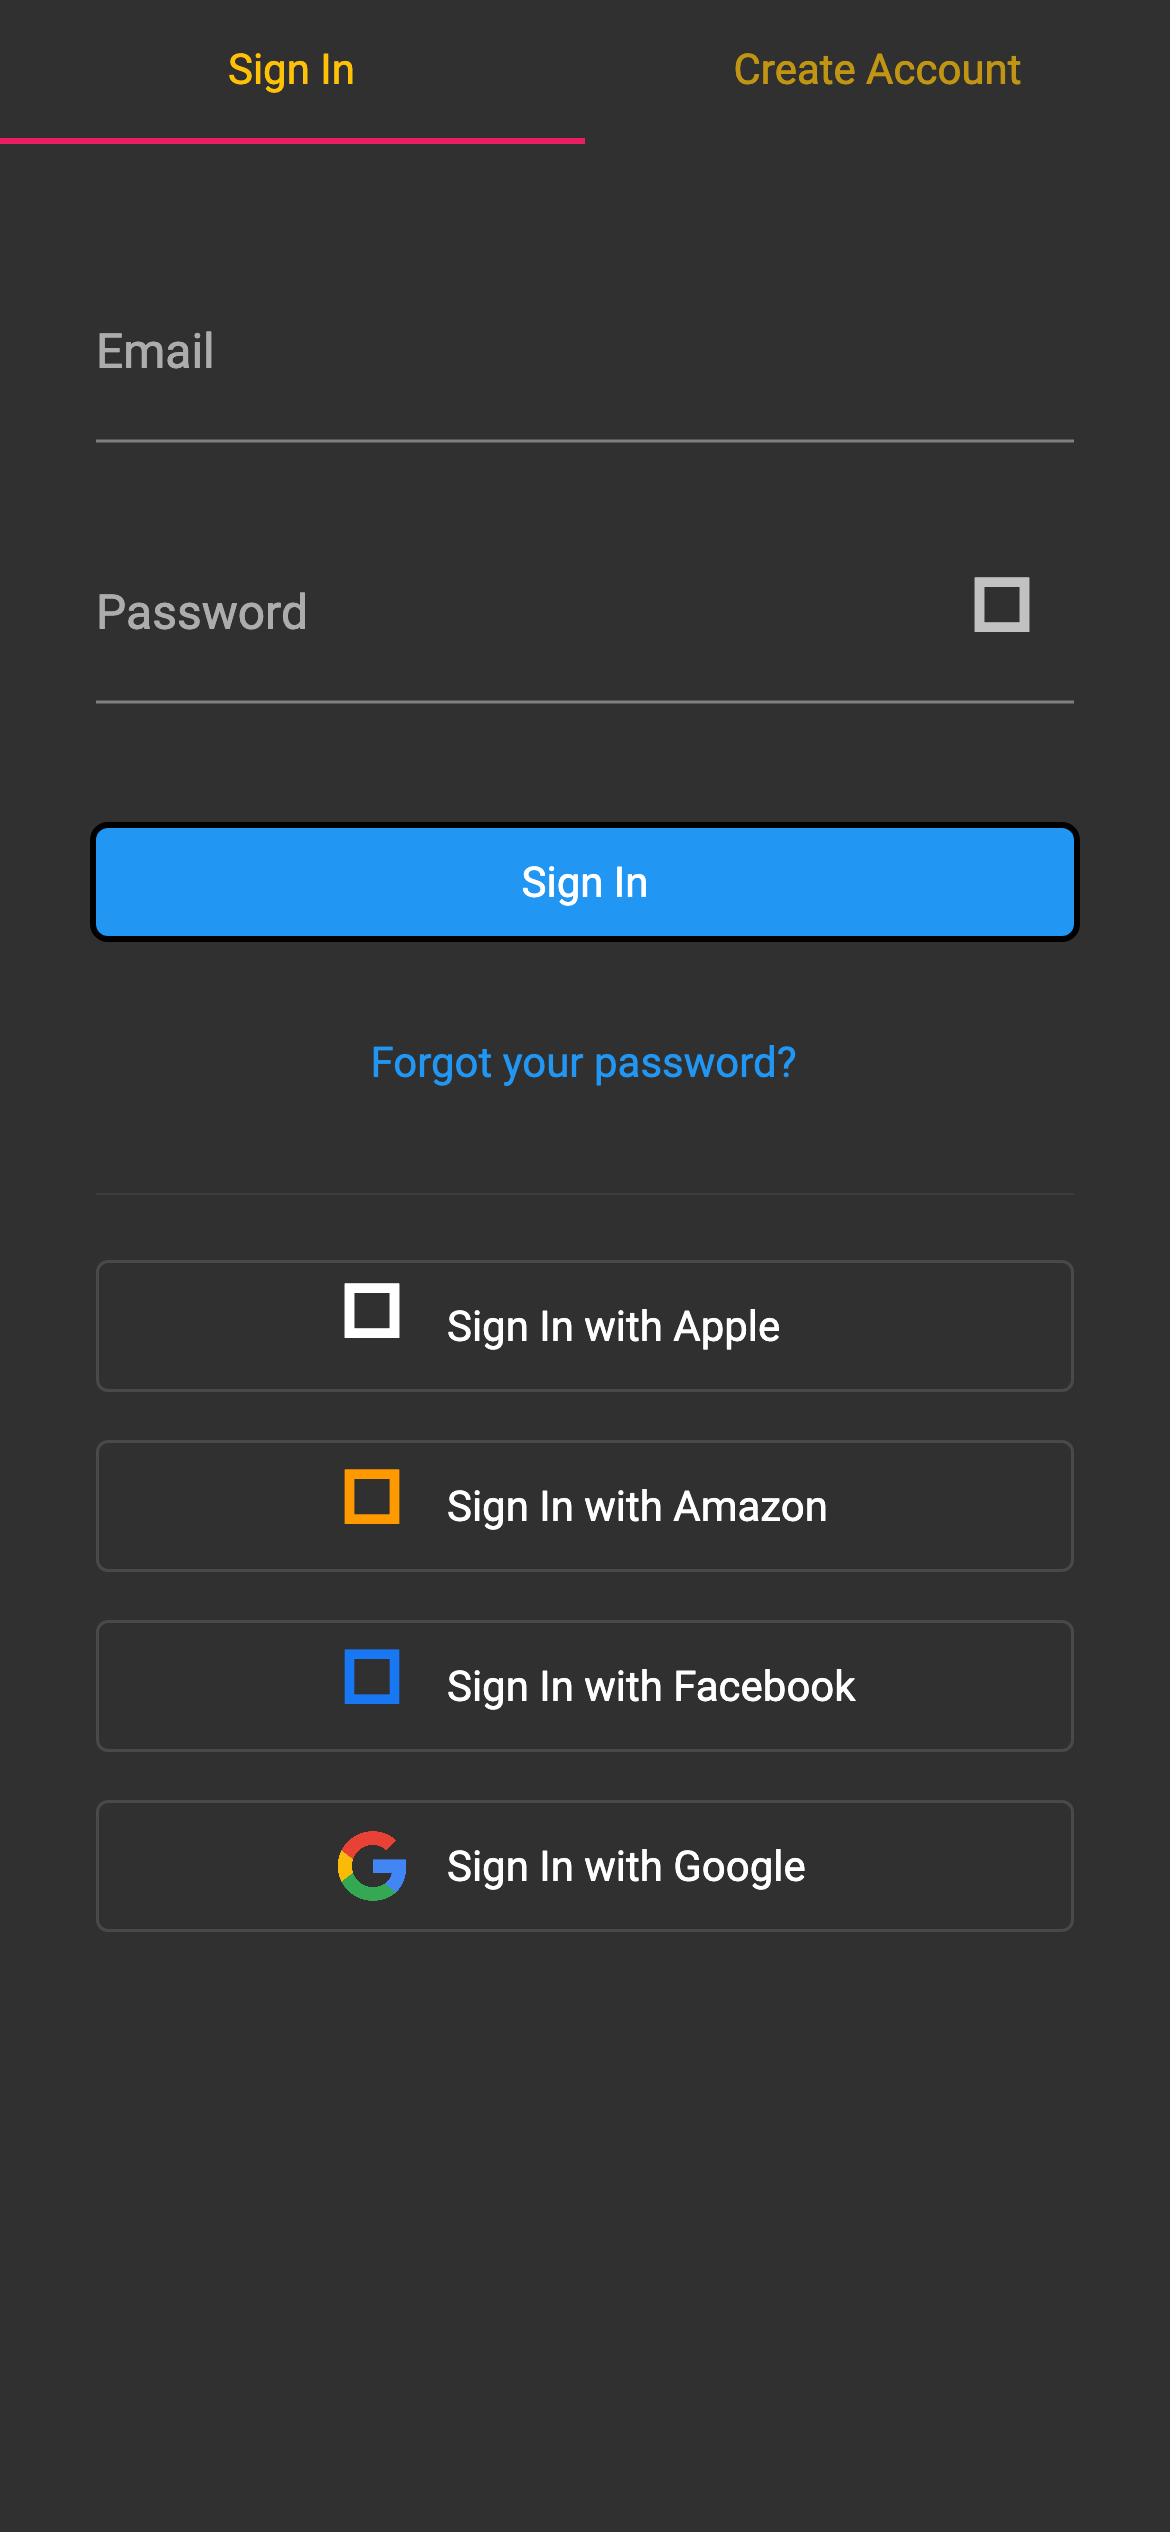 Sign In
Create Account
Email
Password
Sign In
Forgot your password?
Sign In with Apple
Sign In with Amazon
Sign In with Facebook
Sign In with Google